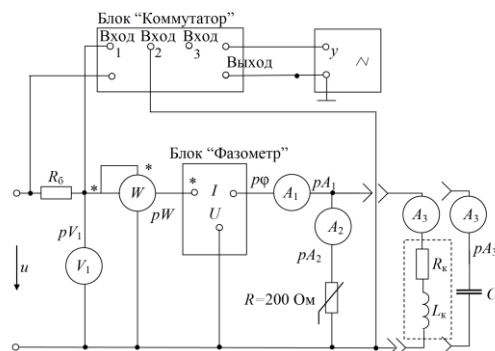 Блок “Коммутатор”
Вход Вход Вход
1 2 3
y
Выход
Блок “Фазометр”
Rб
* W *
pW
* I
U
pφ
A1
pA1
A2
pA2
pV1
V1
u
R=200 Ом
A3
A3
pA3
Rк
Lк
C